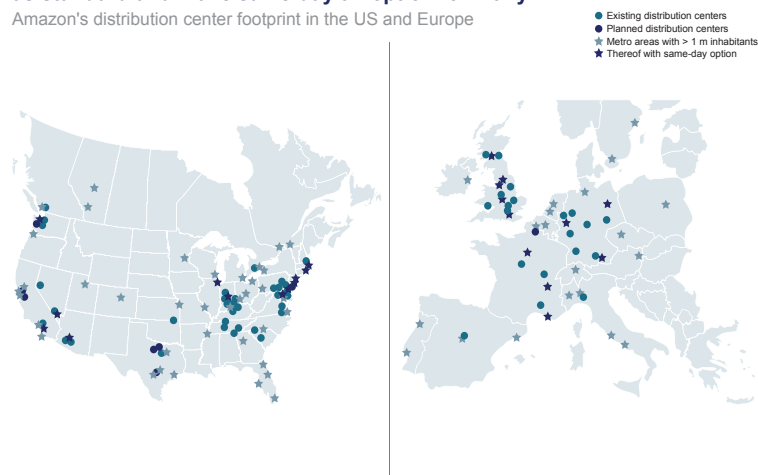 Amazon's distribution center footprint in the US and Europe
Existing distribution centers
Planned distribution centers
Metro areas with > 1 m inhabitants
Thereof with same-day option